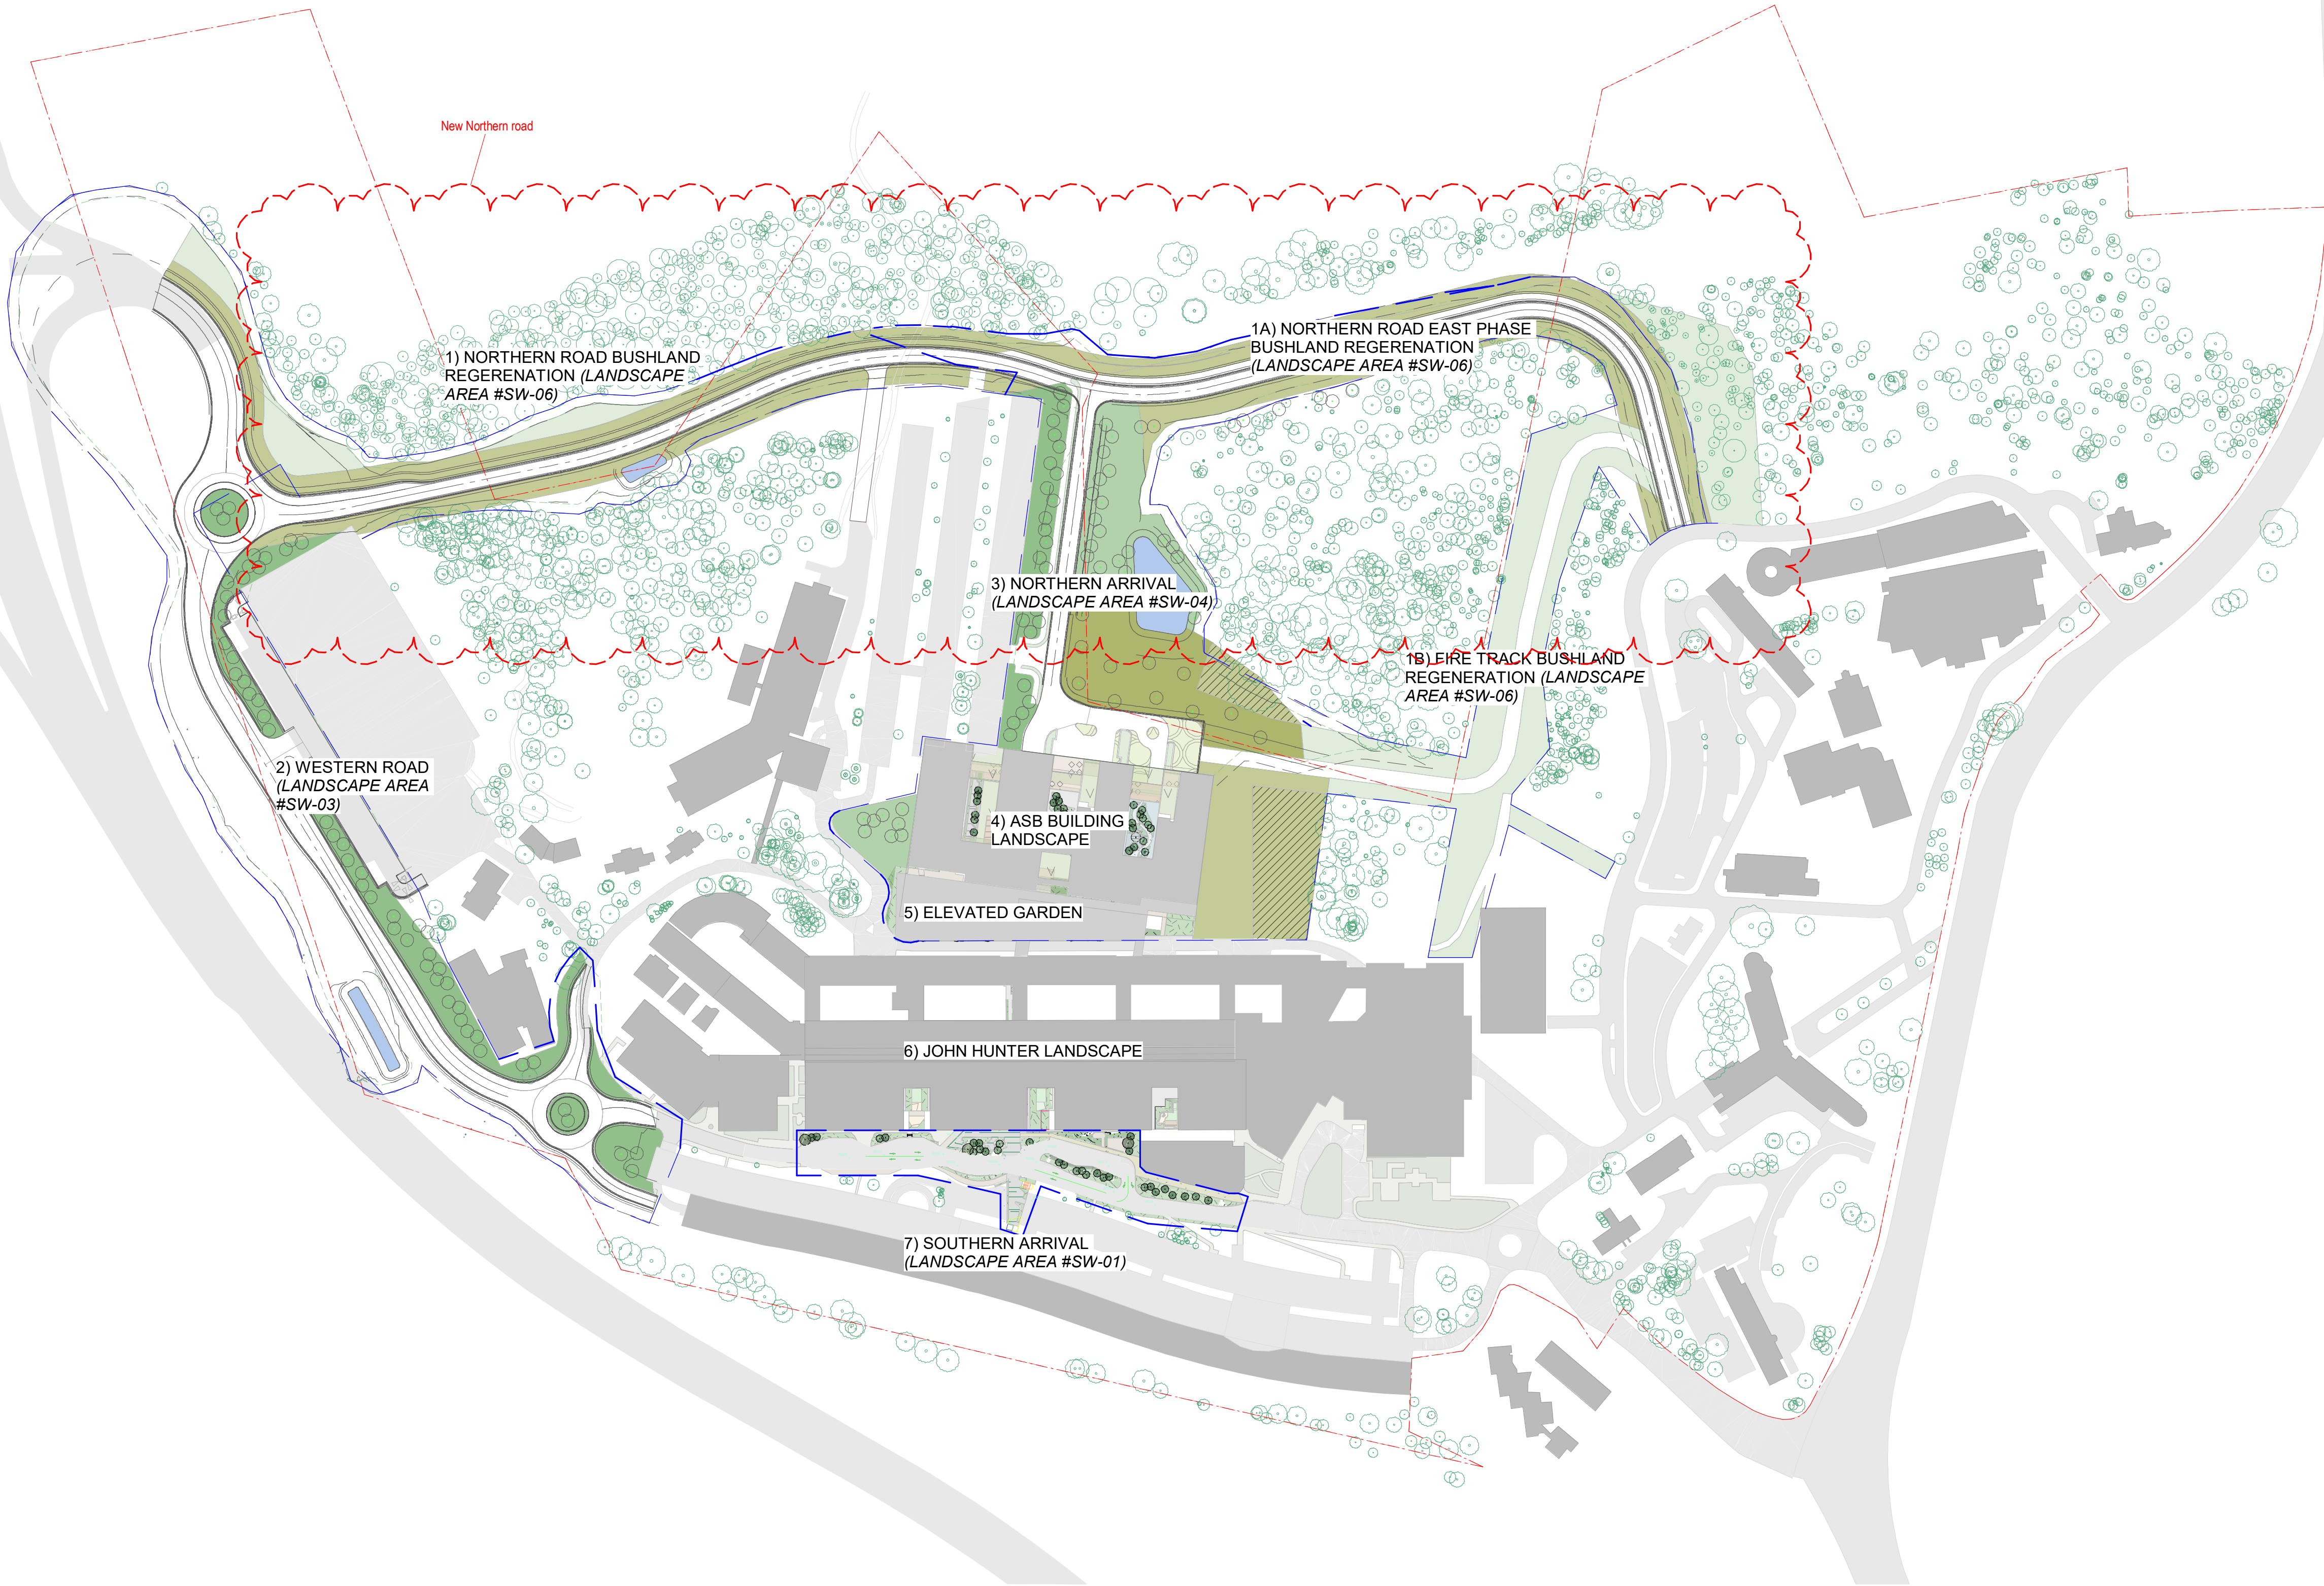 New Northern road
1) NORTHERN ROAD BUSHLAND
REGERENATION (LANDSCAPE
AREA #SW-06)
1A) NORTHERN ROAD EAST PHASE
BUSHLAND REGERENATION
(LANDSCAPE AREA #SW-06)
3) NORTHERN ARRIVAL
(LANDSCAPE AREA #SW-04)
1B) FIRE TRACK BUSHLAND
REGENERATION (LANDSCAPE
AREA #SW-06)
2) WESTERN ROAD
(LANDSCAPE AREA
#SW-03)
4) ASB BUILDING
LANDSCAPE
5) ELEVATED GARDEN
6) JOHN HUNTER LANDSCAPE
7) SOUTHERN ARRIVAL
(LANDSCAPE AREA #SW-01)